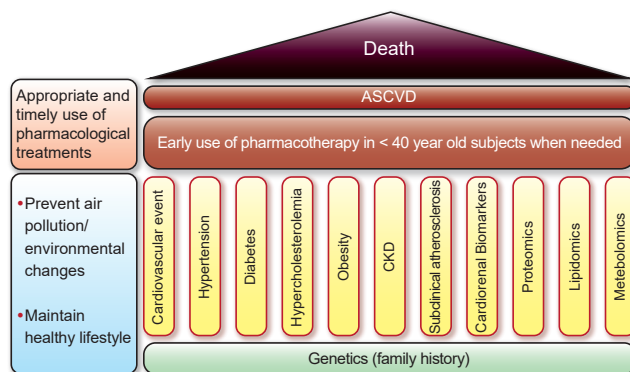 Death
ASCVD
Appropriate and
timely use of
pharmacological
treatments
Early use of pharmacotherapy in < 40 year old subjects when needed
•Prevent air
pollution/
environmental
changes
•Maintain
healthy lifestyle
Cardiovascular event
Hypertension
Diabetes
Hypercholesterolemia
Obesity
CKD
Subclinical atherosclerosis
Cardiorenal Biomarkers
Proteomics
Lipidomics
Metebolomics
Genetics (family history)